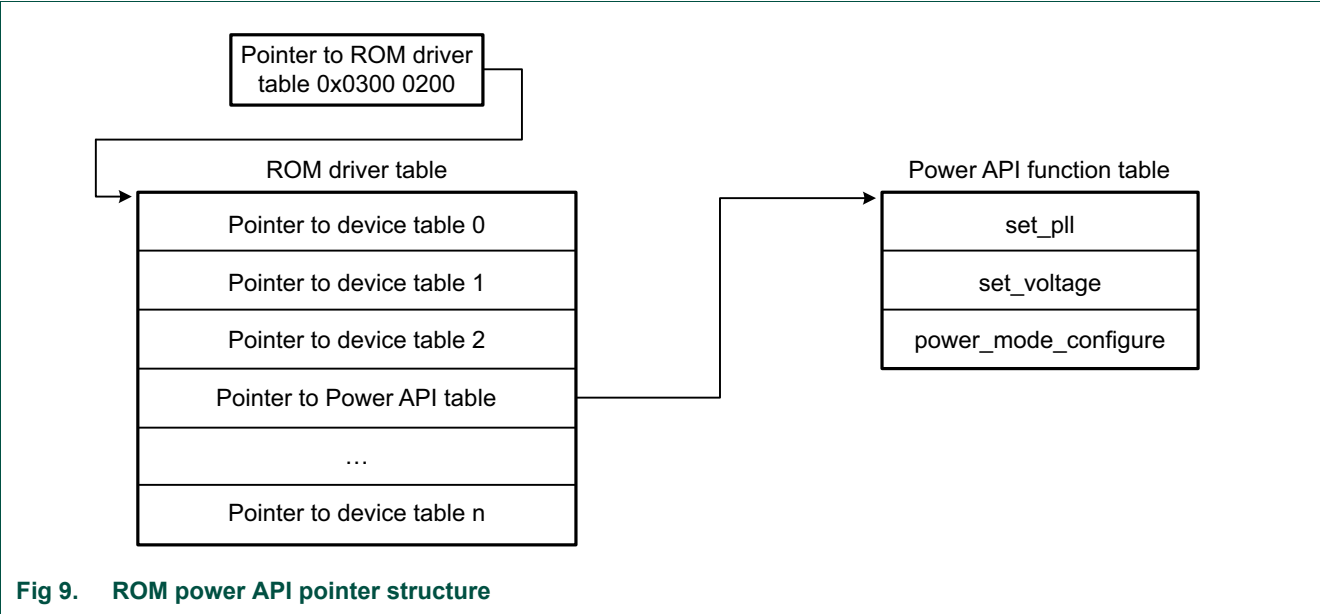 Pointer to ROM driver
table 0x0300 0200
ROM driver table
Pointer to device table 0
Pointer to device table 1
Pointer to device table 2
Pointer to Power API table
…
Pointer to device table n
Power API function table
set_pll
set_voltage
power_mode_configure
Fig 9. ROM power API pointer structure